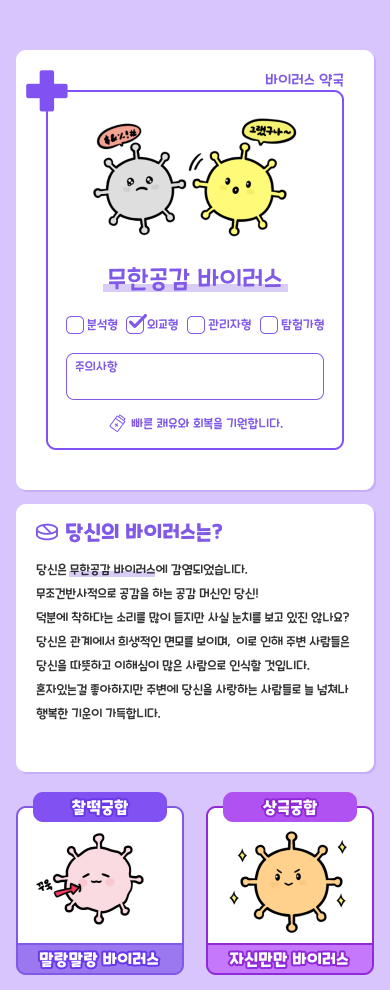 바이러스 약국
#&%!#
그랬구나~
무한공감 바이러스
분석형 외교형 관리자형 탐험가형
주의사항
빠른 쾌유와 회복을 기원합니다.
당신의 바이러스는?
당신은 무한공감 바이러스에 감염되었습니다.
무조건반사적으로 공감을 하는 공감 머신인 당신!
덕분에 착하다는 소리를 많이 듣지만 사실 눈치를 보고 있진 않나요?
당신은 관계에서 희생적인 면모를 보이며, 이로 인해 주변 사람들은
당신을 따뜻하고 이해심이 많은 사람으로 인식할 것입니다.
혼자있는걸 좋아하지만 주변에 당신을 사랑하는 사람들로 늘 넘쳐나
행복한 기운이 가득합니다.
찰떡궁합
상극궁합
꾸욱
말랑말랑 바이러스
자신만만 바이러스